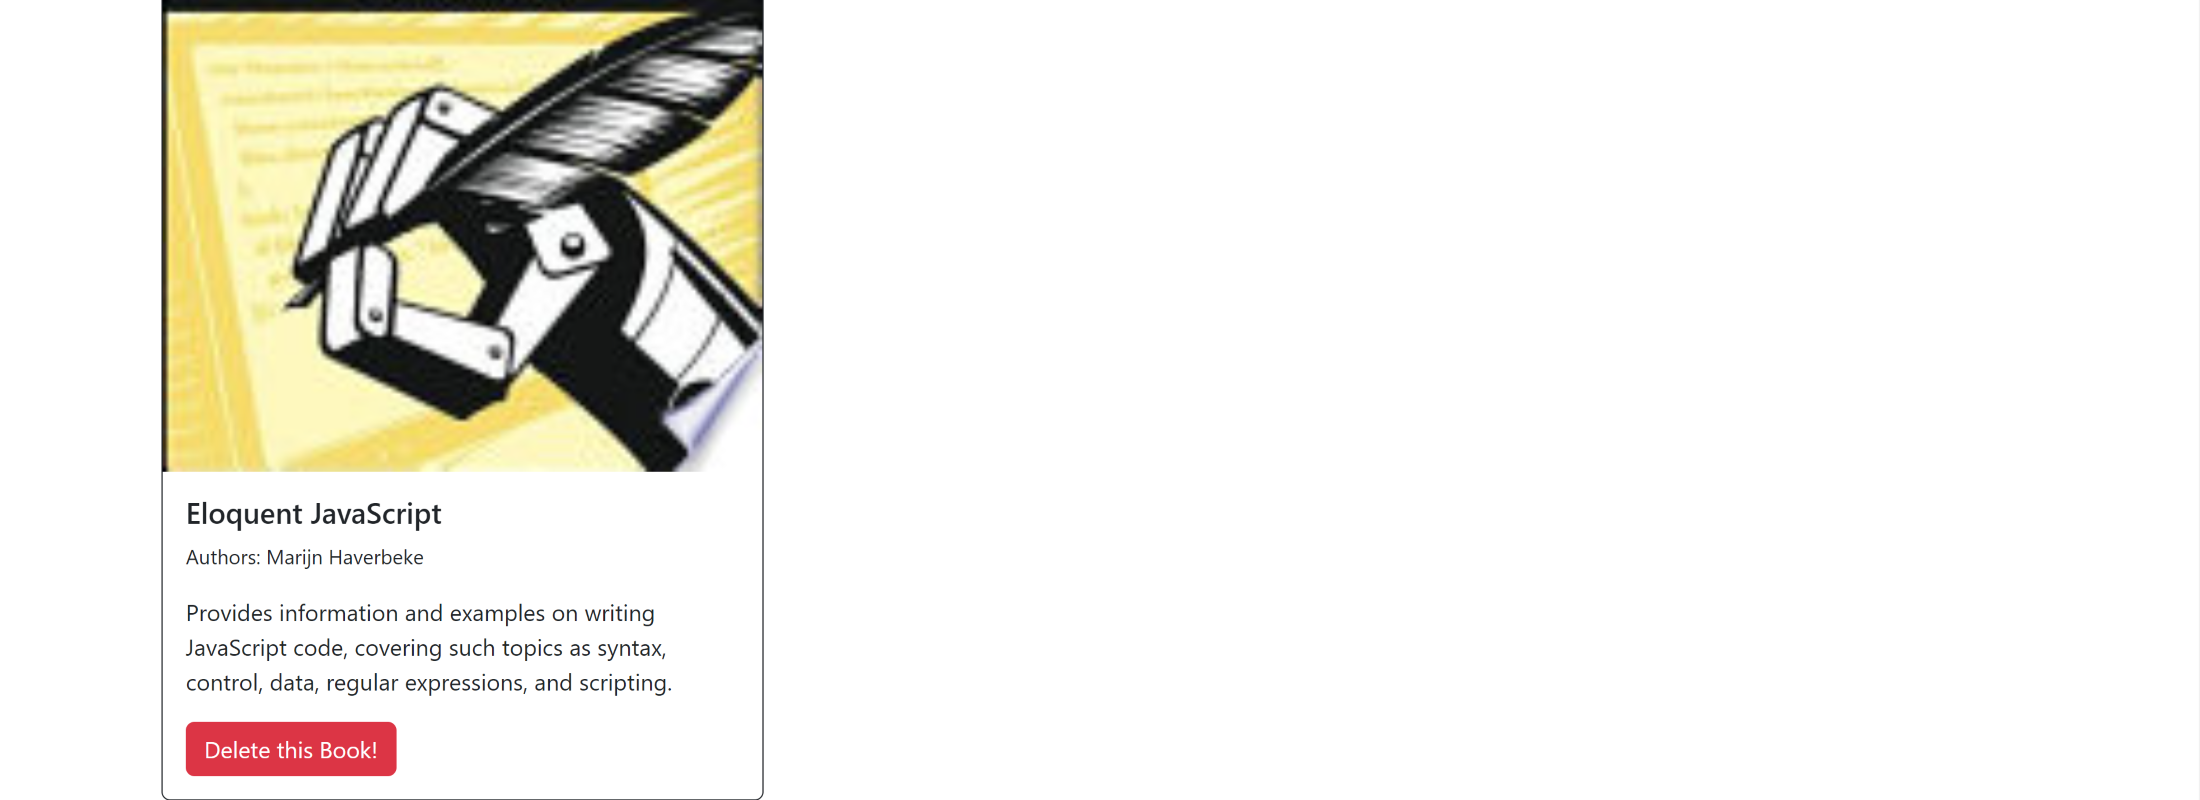 Eloquent JavaScript
Authors: Marijn Haverbeke
Provides information and examples on writing
JavaScript code, covering such topics as syntax,
control, data, regular expressions, and scripting.
Delete this Book!